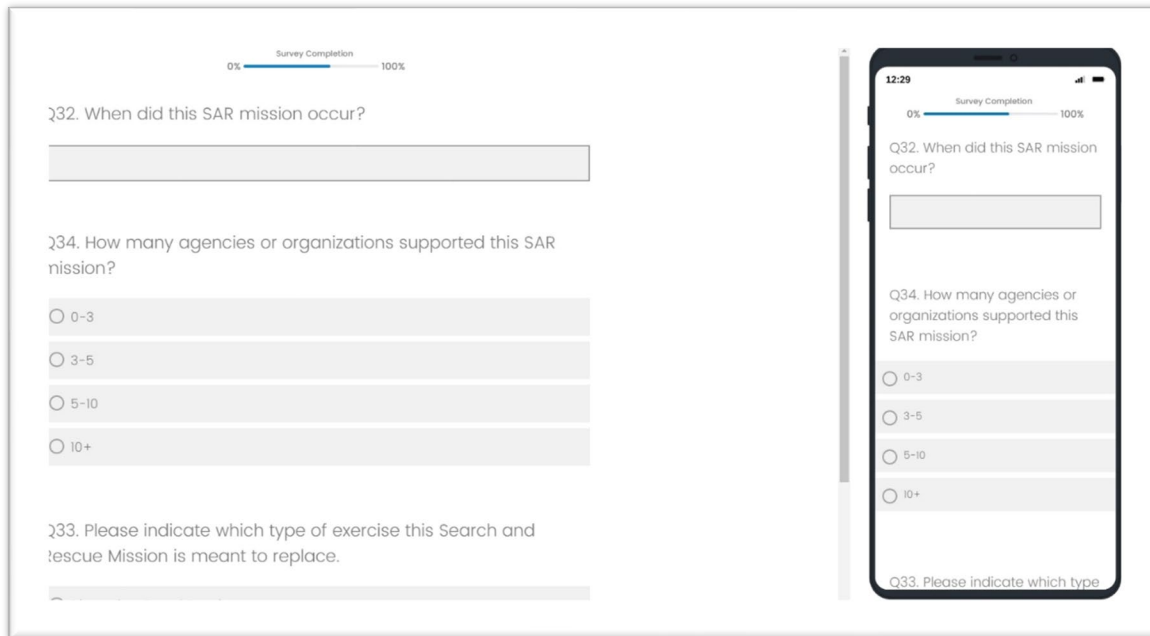 Survey Completion
0% 100%
Q32. When did this SAR mission occur?
Q34. How many agencies or organizations supported this SAR
mission?
0-3
3-5
5-10
10+
Q33. Please indicate which type of exercise this Search and
Rescue Mission is meant to replace.
12:29
Survey Completion
0% 100%
Q32. When did this SAR mission
occur?
Q34. How many agencies or
organizations supported this
SAR mission?
0-3
3-5
5-10
10+
Q33. Please indicate which type